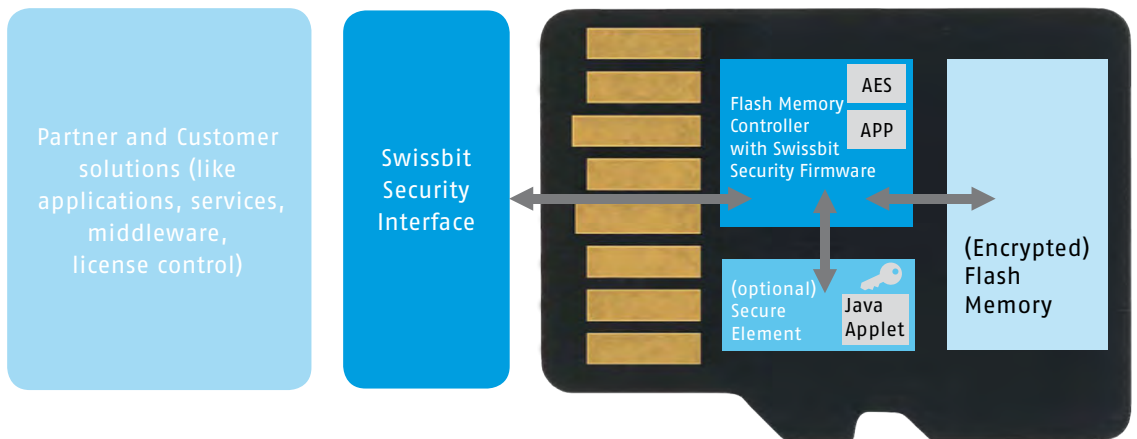 Partner and Customer
solutions (like
applications, services,
middleware,
license control)
Swissbit
Security
Interface
Flash Memory
Controller
with Swissbit
Security Firmware
AES
APP
(optional)
Secure
Element
Java
Applet
(Encrypted)
Flash
Memory